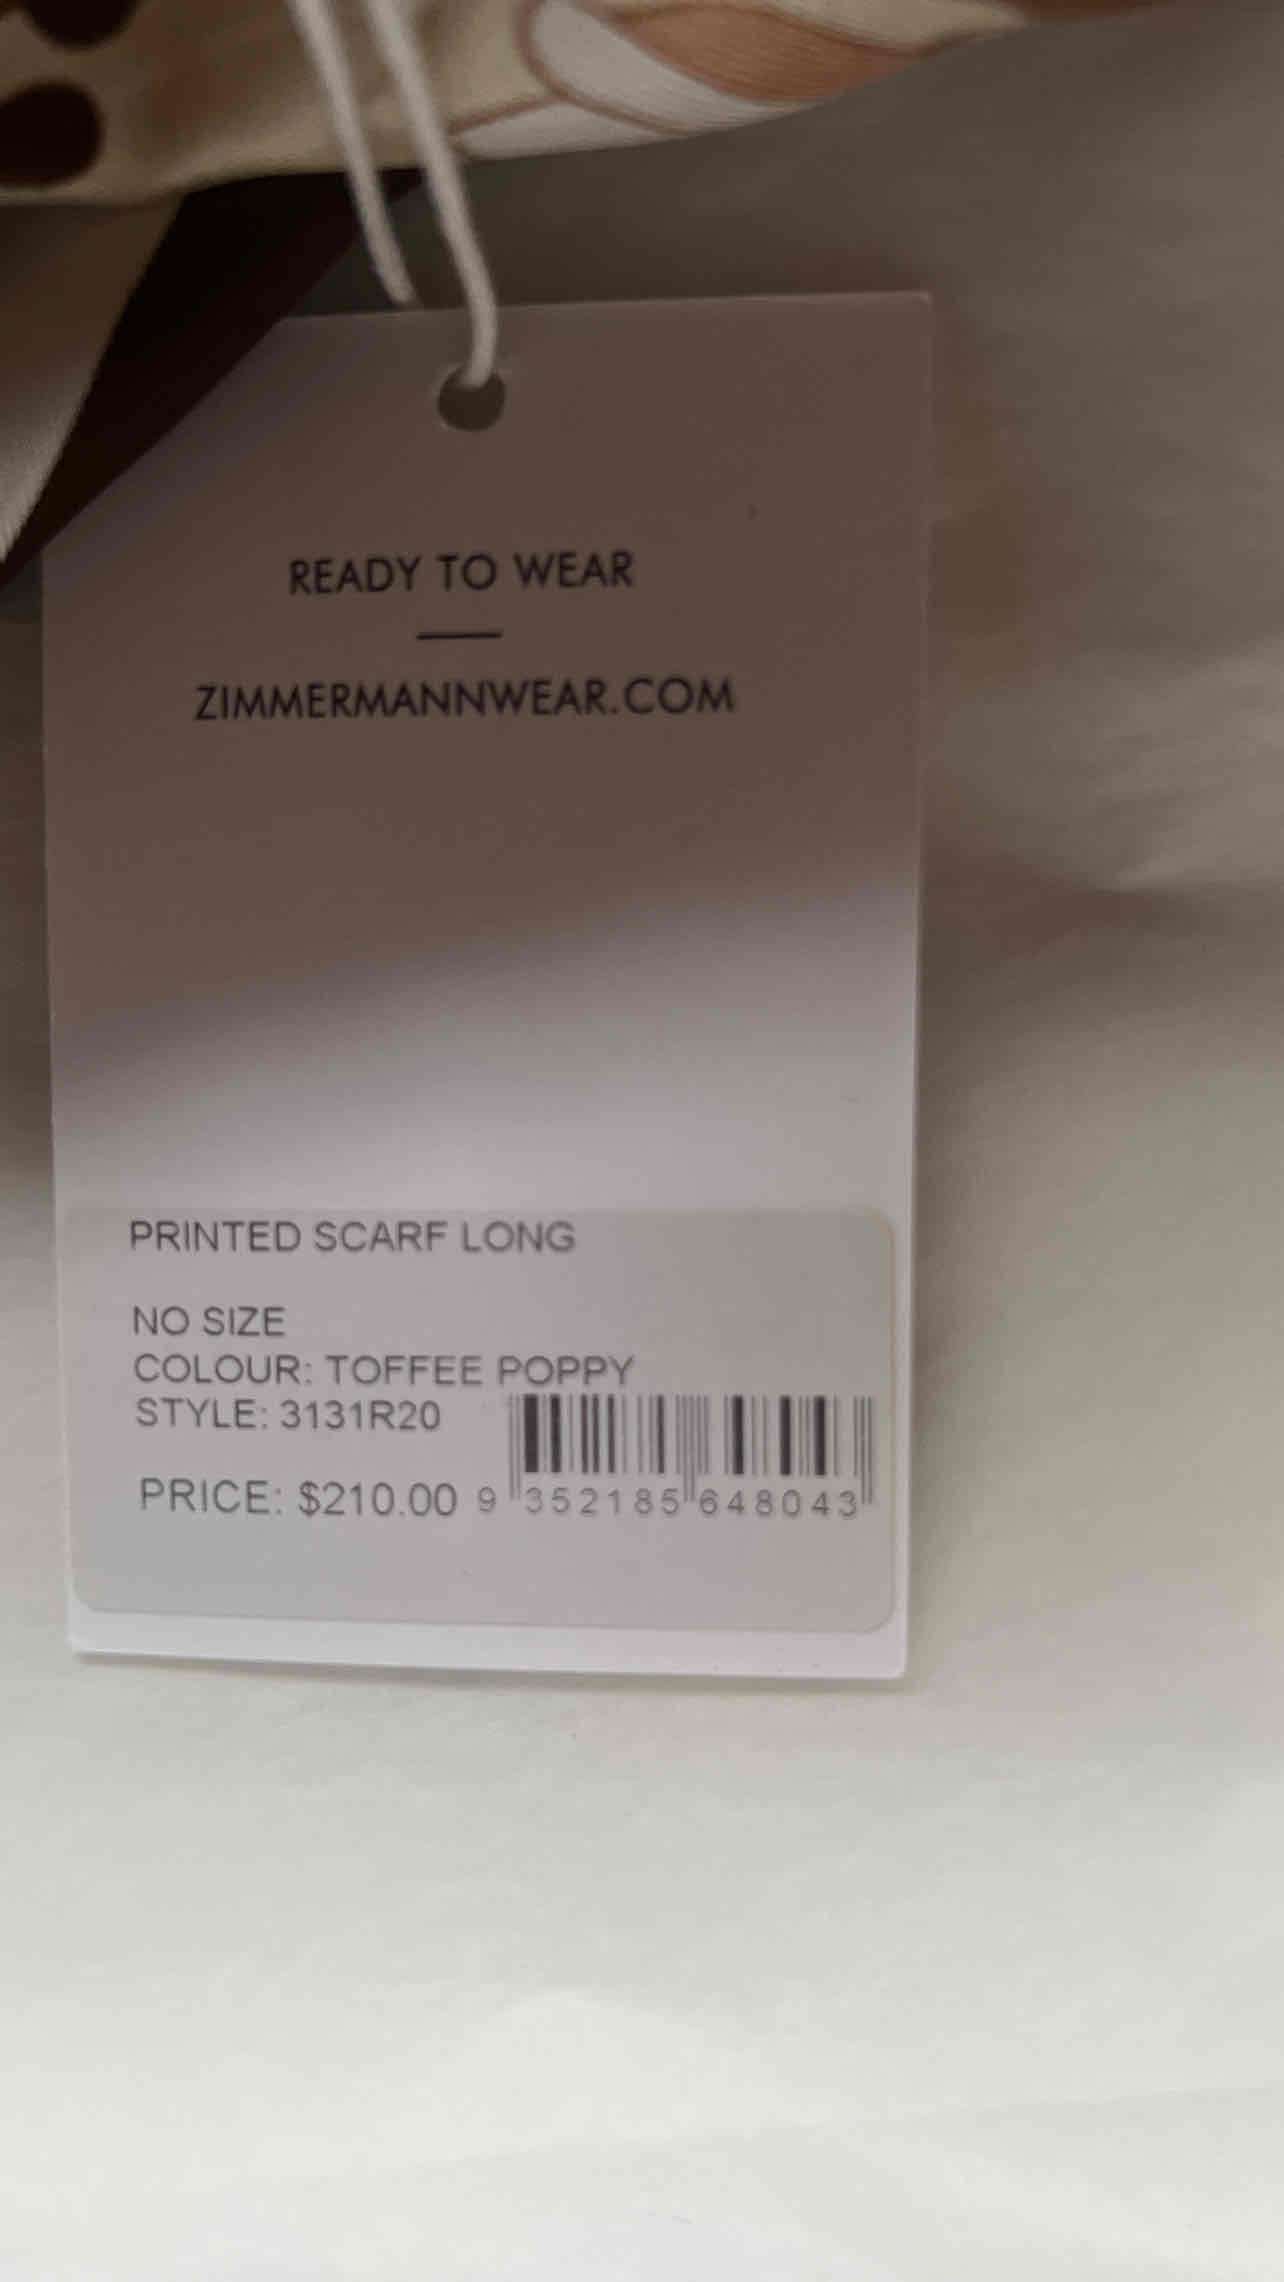 READY TO WEAR
ZIMMERMANNWEAR.COM
PRINTED SCARF LONG
NO SIZE
COLOUR: TOFFEE POPPY
STYLE: 3131R20
PRICE: $210.00
9 352185 648043